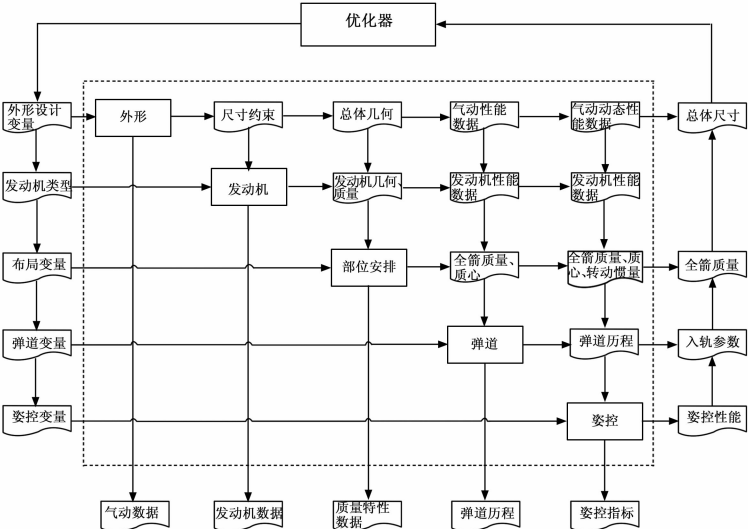 优化器
外形设计
变量
外形
尺寸约束
总体几何
气动性能
数据
气动动态性
能数据
总体尺寸
发动机类型
发动机
发动机几何、
质量
发动机性能
数据
发动机性能
数据
布局变量
部位安排
全箭质量、
质心
全箭质量、质
心、转动惯量
全箭质量
弹道变量
弹道
弹道历程
入轨参数
姿控变量
姿控
姿控性能
气动数据
发动机数据
质量特性
数据
弹道历程
姿控指标